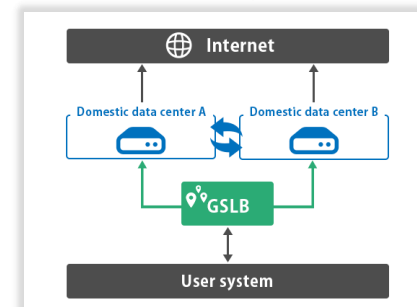 Internet
Domestic data center A
Domestic data center B
GSLB
User system